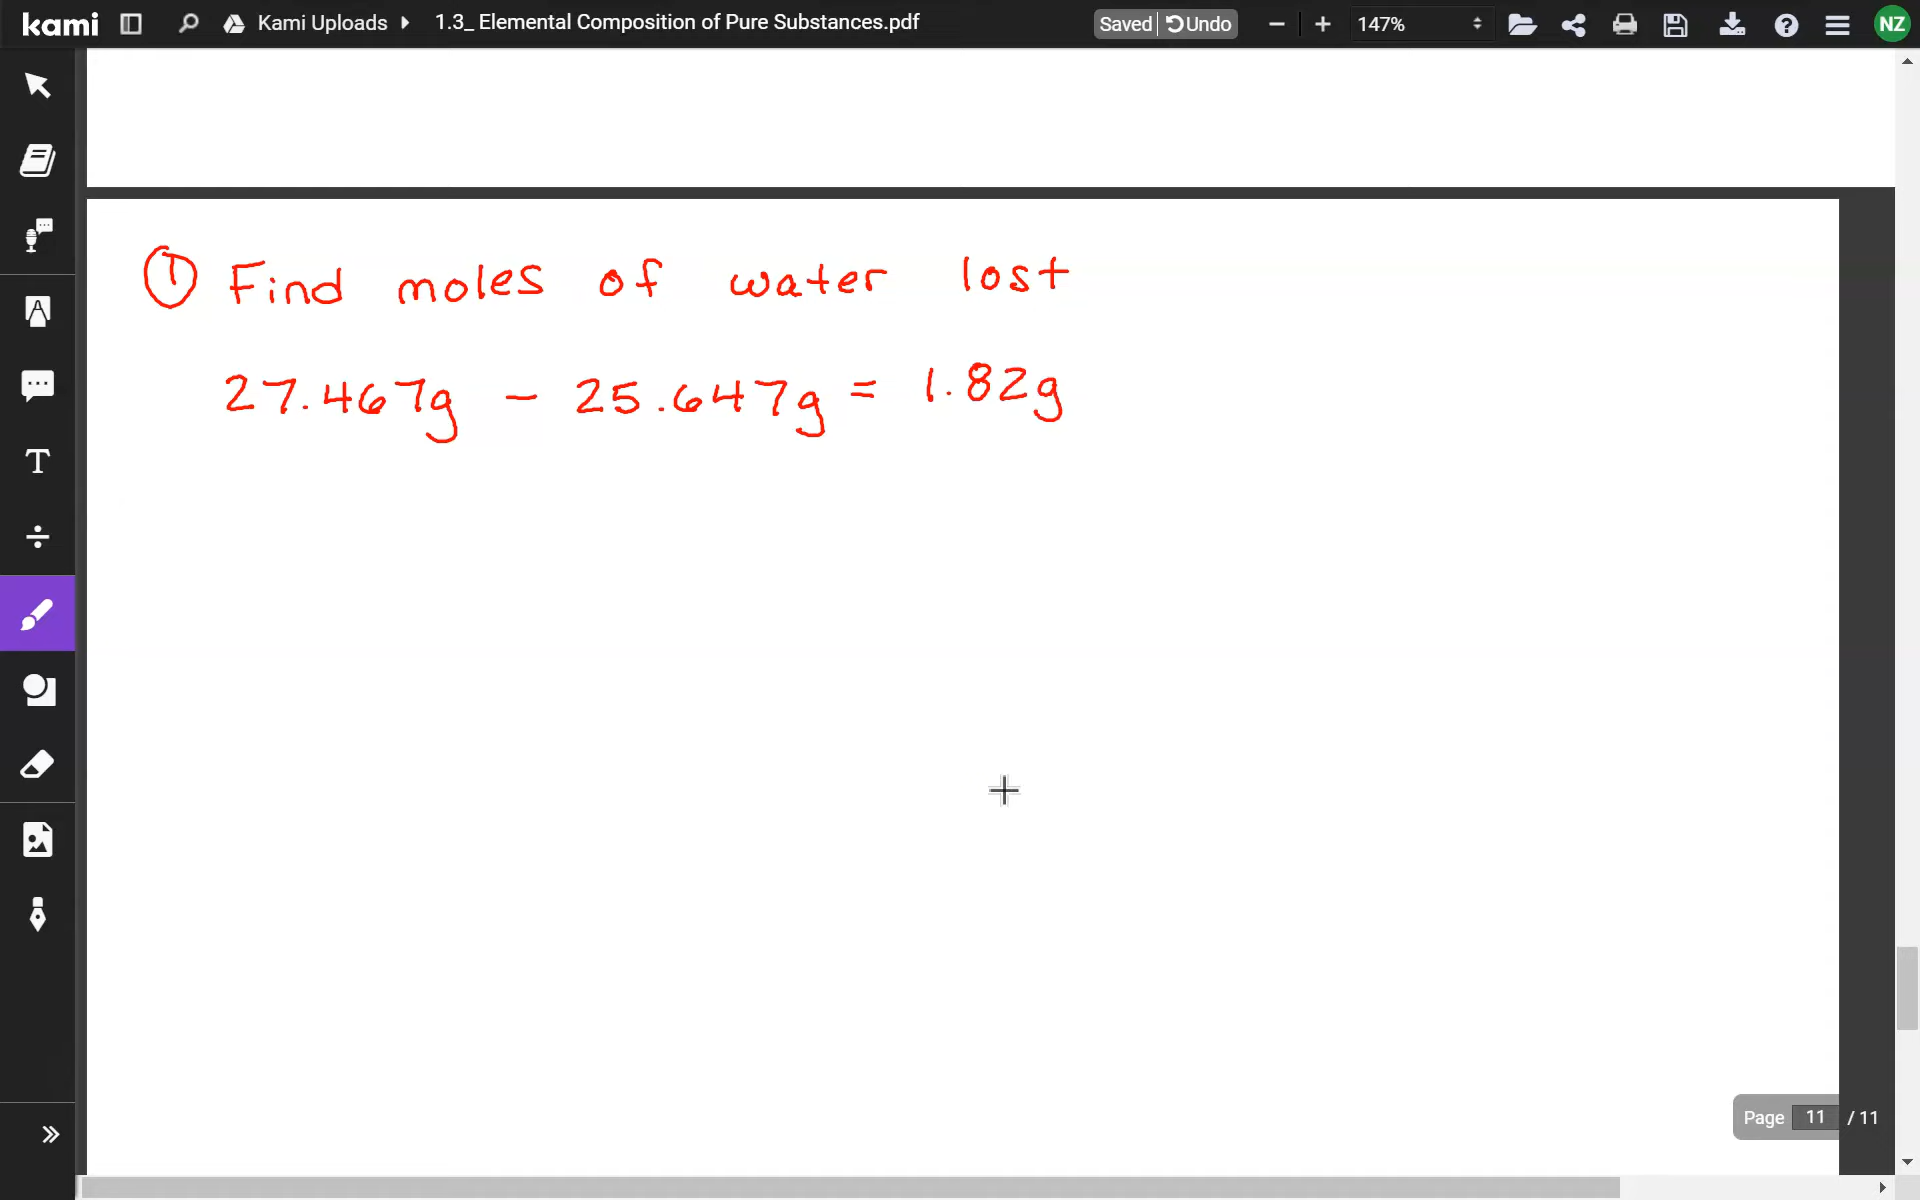 kami Kami Uploads 1.3_ Elemental Composition of Pure Substances.pdf Saved Undo 147% NZ
① Find moles of water lost
27.467g - 25.647g = 1.82g
Page 11 / 11